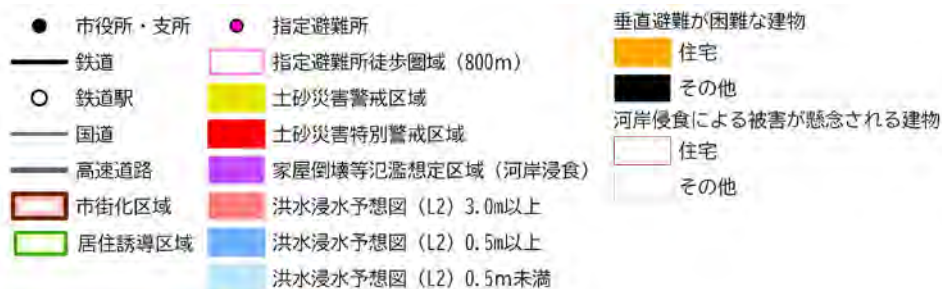 市役所・支所
鉄道
鉄道駅
国道
高速道路
市街化区域
居住誘導区域
指定避難所
指定避難所徒歩圏域（800m）
土砂災害警戒区域
土砂災害特別警戒区域
家屋倒壊等氾濫想定区域（河岸浸食）
洪水浸水予想図（L2）3.0m以上
洪水浸水予想図（L2）0.5m以上
洪水浸水予想図（L2）0.5m未満
垂直避難が困難な建物
住宅
その他
河岸侵食による被害が懸念される建物
住宅
その他